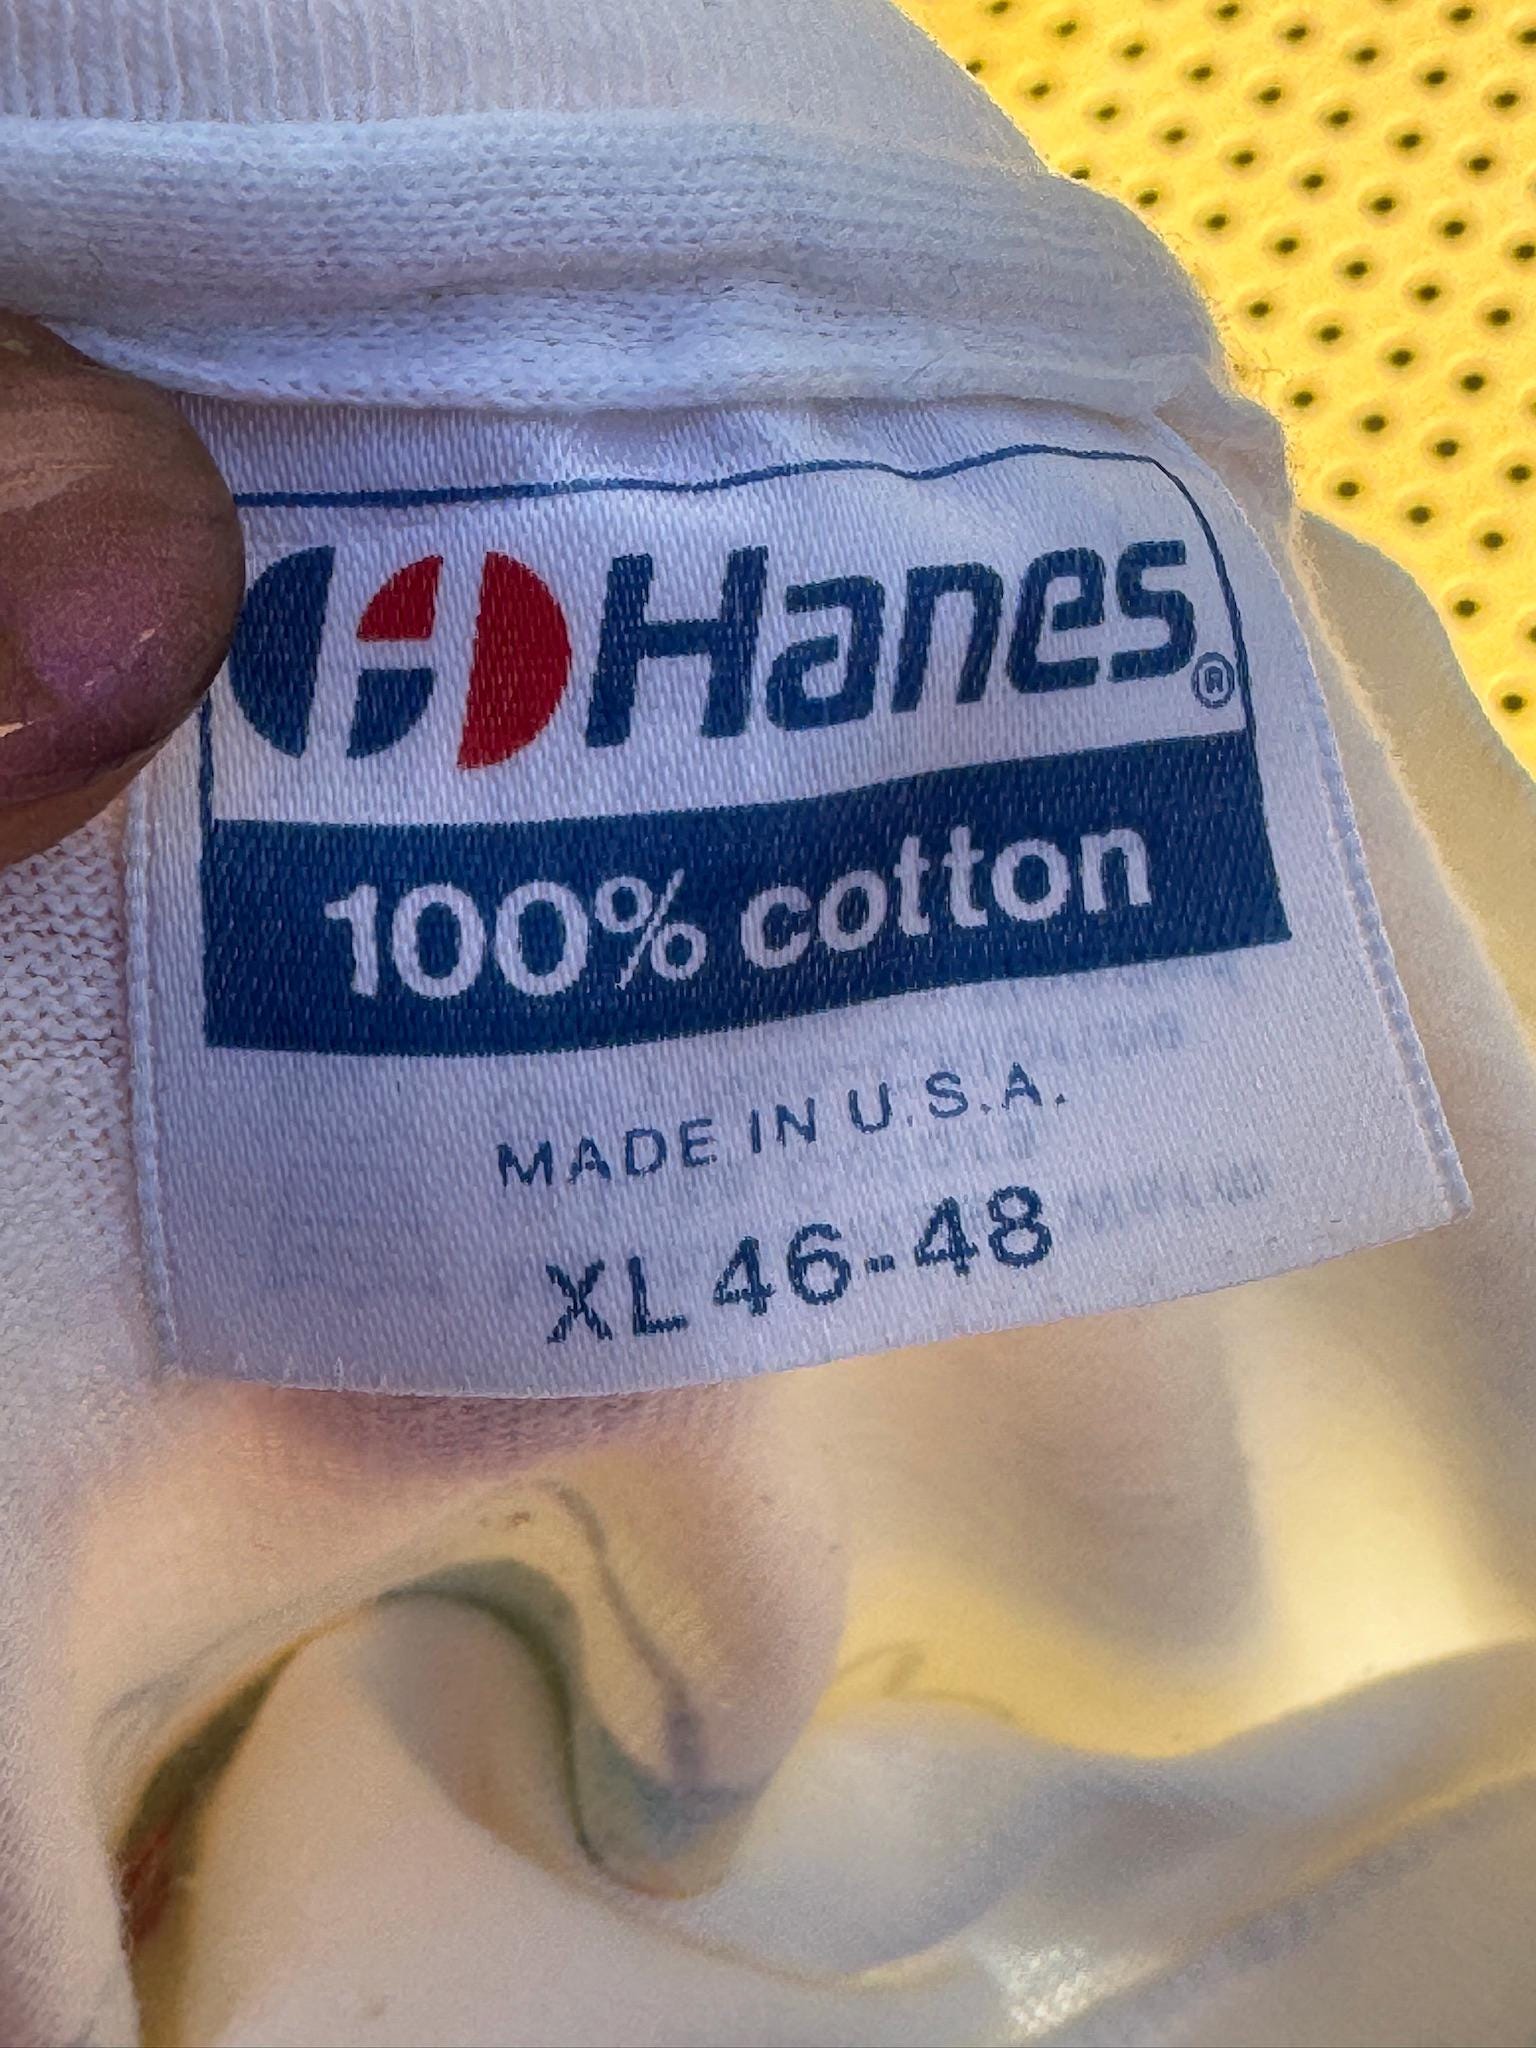 Hanes®
100% cotton
MADE IN U.S.A.
XL 46-48